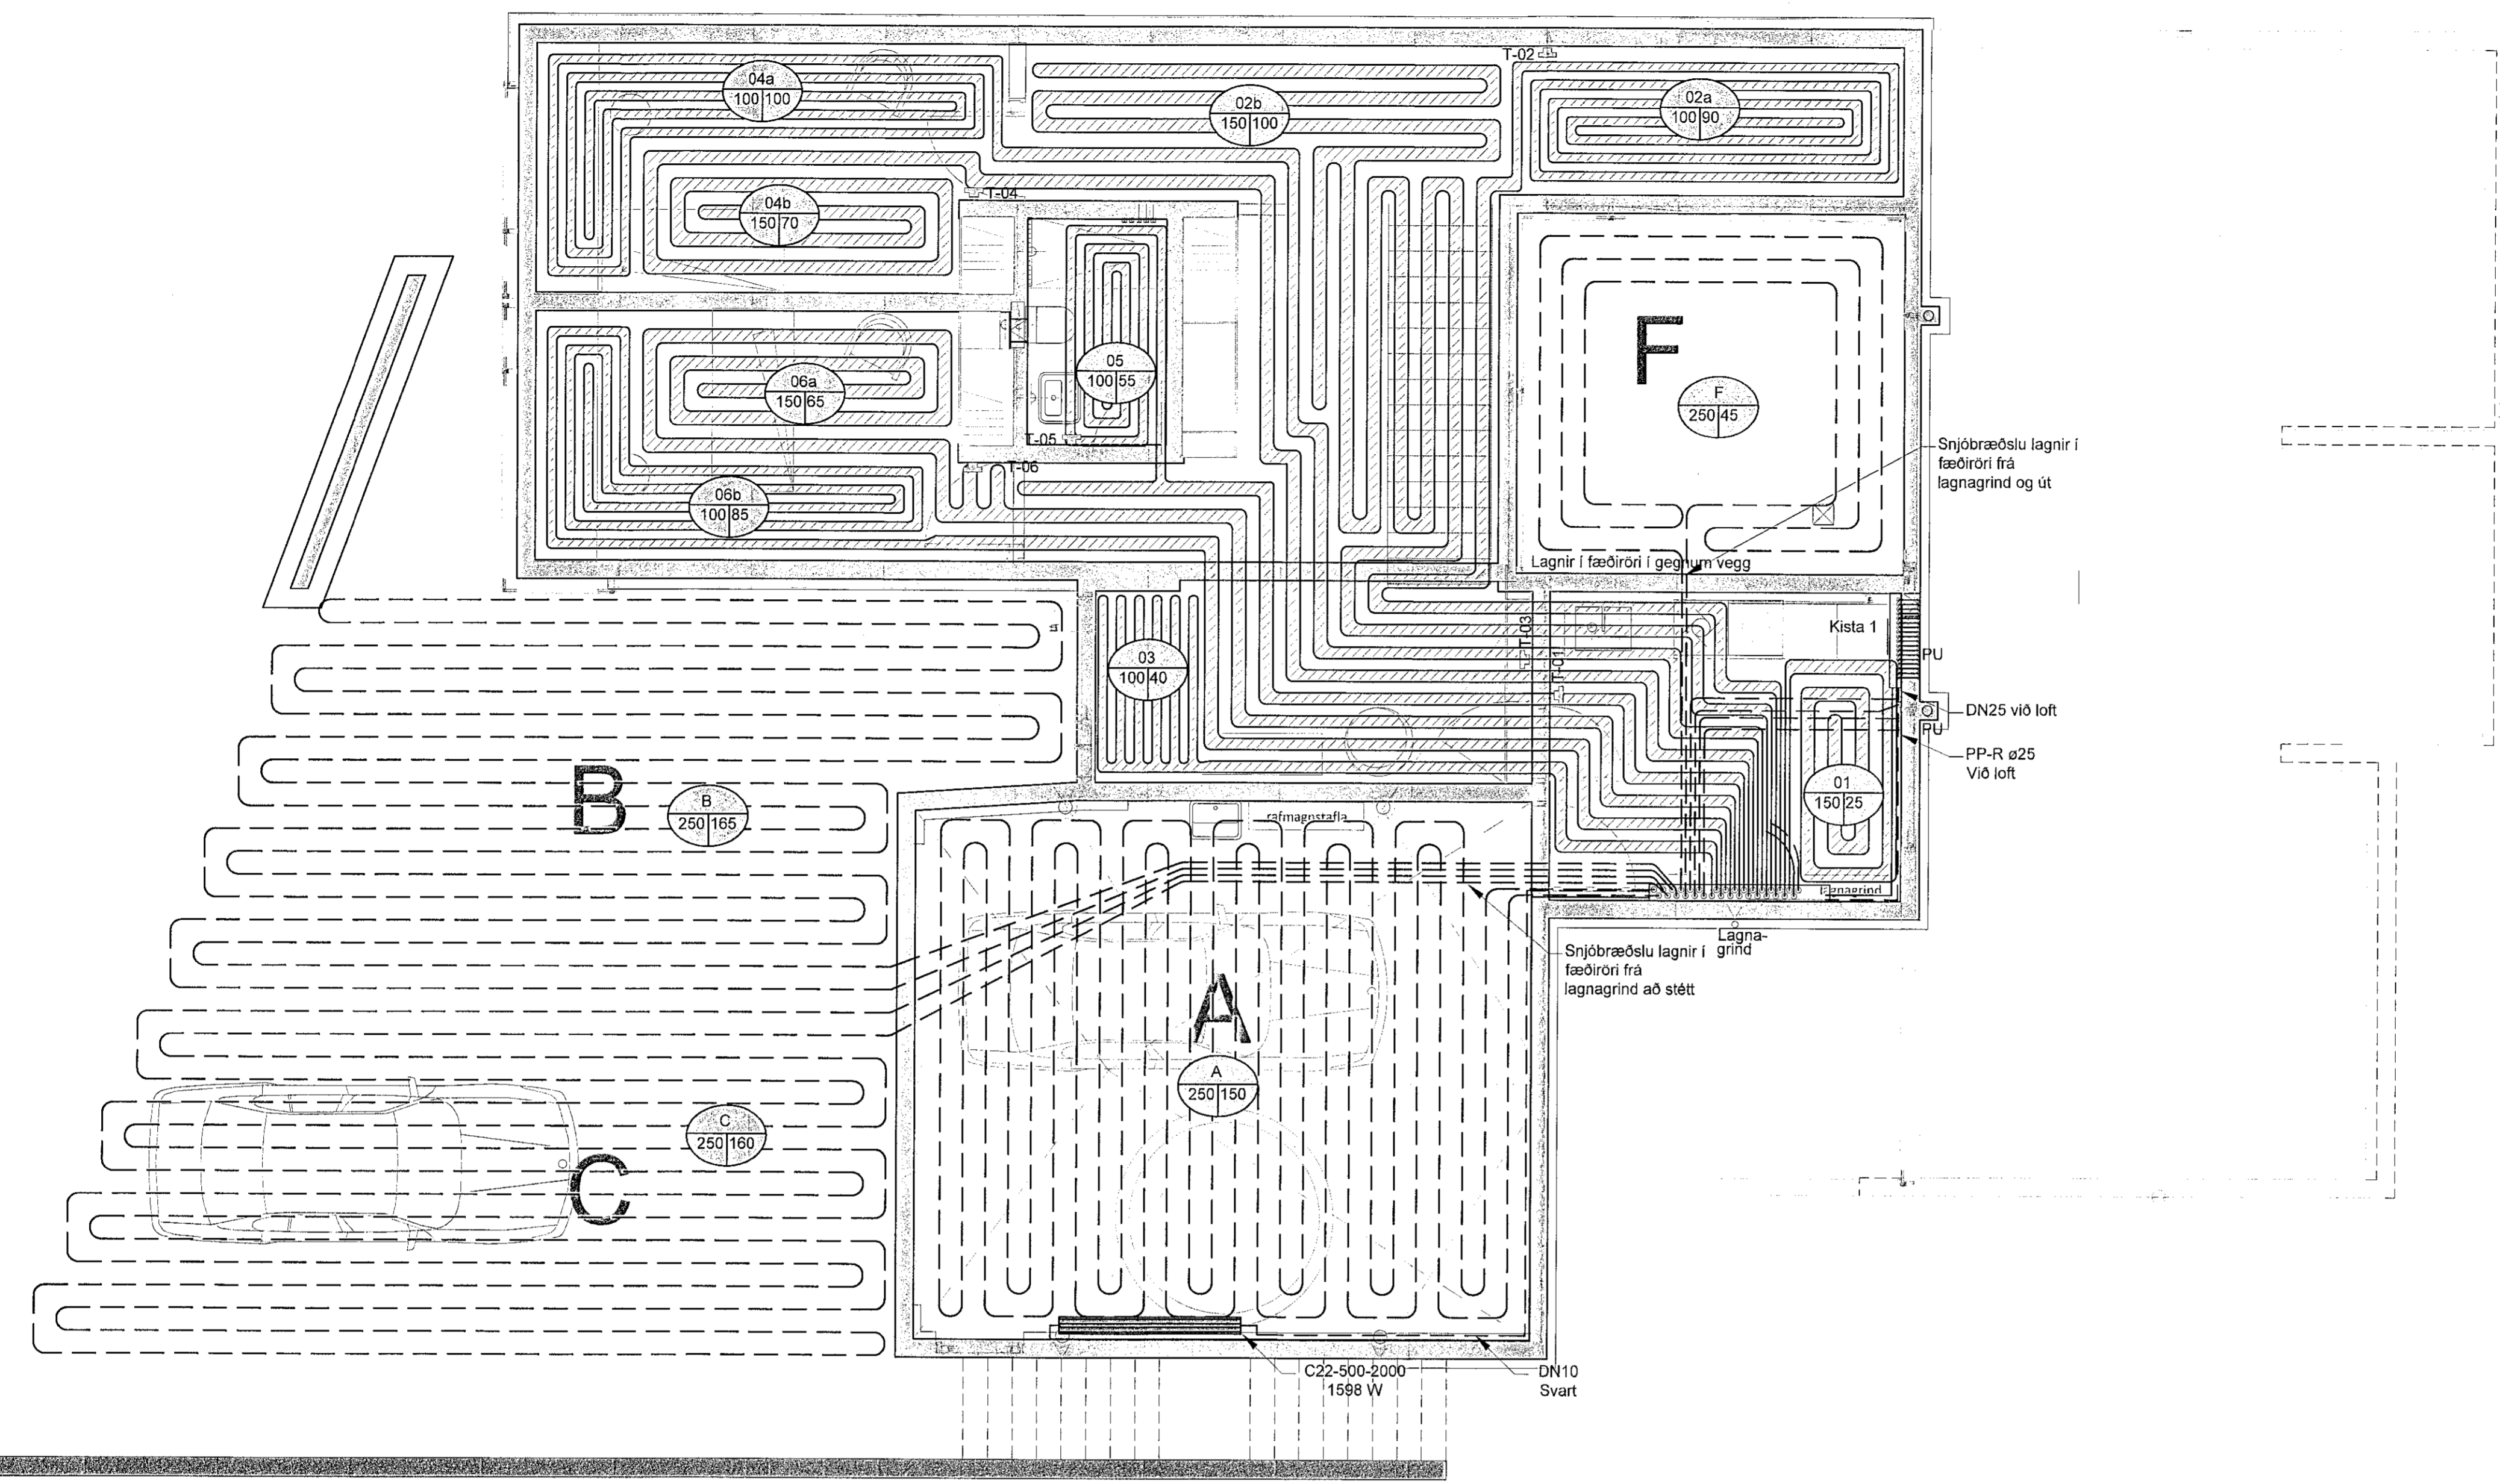 T-02
04a
100 100
02b
150 100
02a
100 90
T-04
04b
150 70
F
05
100 55
06a
150 65
F
250 45
T-05
T-06
Snjóbræðslu lagnir í
fæðiröri frá
lagnagrind og út
06b
100 85
Lagnir í fæðiröri í gegnum vegg
T-03
Kista 1
PU
03
100 40
T-01
DN25 við loft
PU
PP-R ø25
Við loft
B
B
250 165
01
150 25
rafmagnstafla
lagnagrind
Lagna-
grind
Snjóbræðslu lagnir í
fæðiröri frá
lagnagrind að stétt
A
A
250 150
C
250 160
C
C22-500-2000
1598 W
DN10
Svart